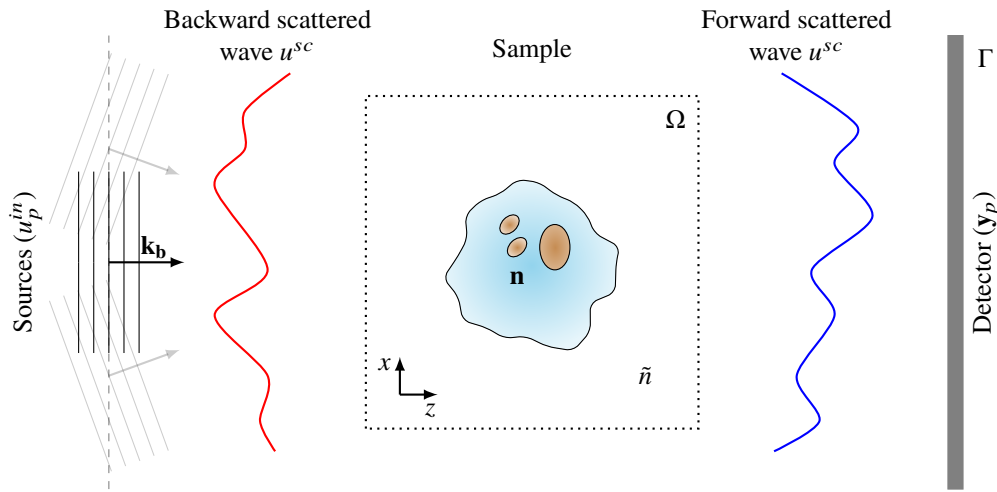 Backward scattered
wave u^{sc}
Sample
Forward scattered
wave u^{sc}
Γ
Ω
Sources (u_p^{in})
k_b
n
Detector (y_p)
x
z
ñ